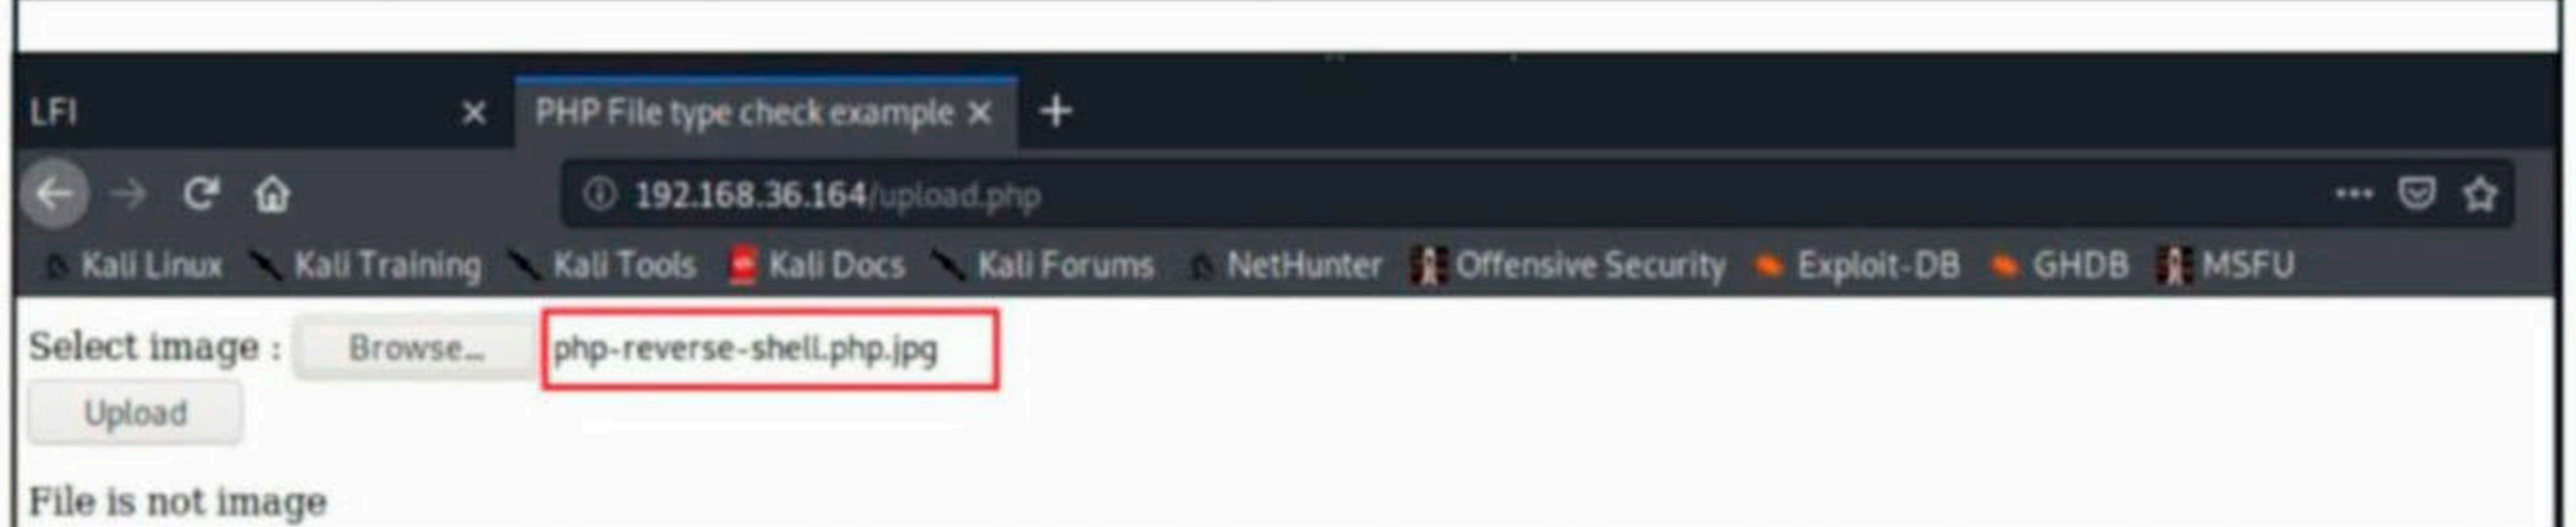 LFI PHP File type check example
192.168.36.164/upload.php
Kali Linux Kali Training Kali Tools Kali Docs Kali Forums NetHunter Offensive Security Exploit-DB GHDB MSFU
Select image : Browse... php-reverse-shell.php.jpg
Upload
File is not image